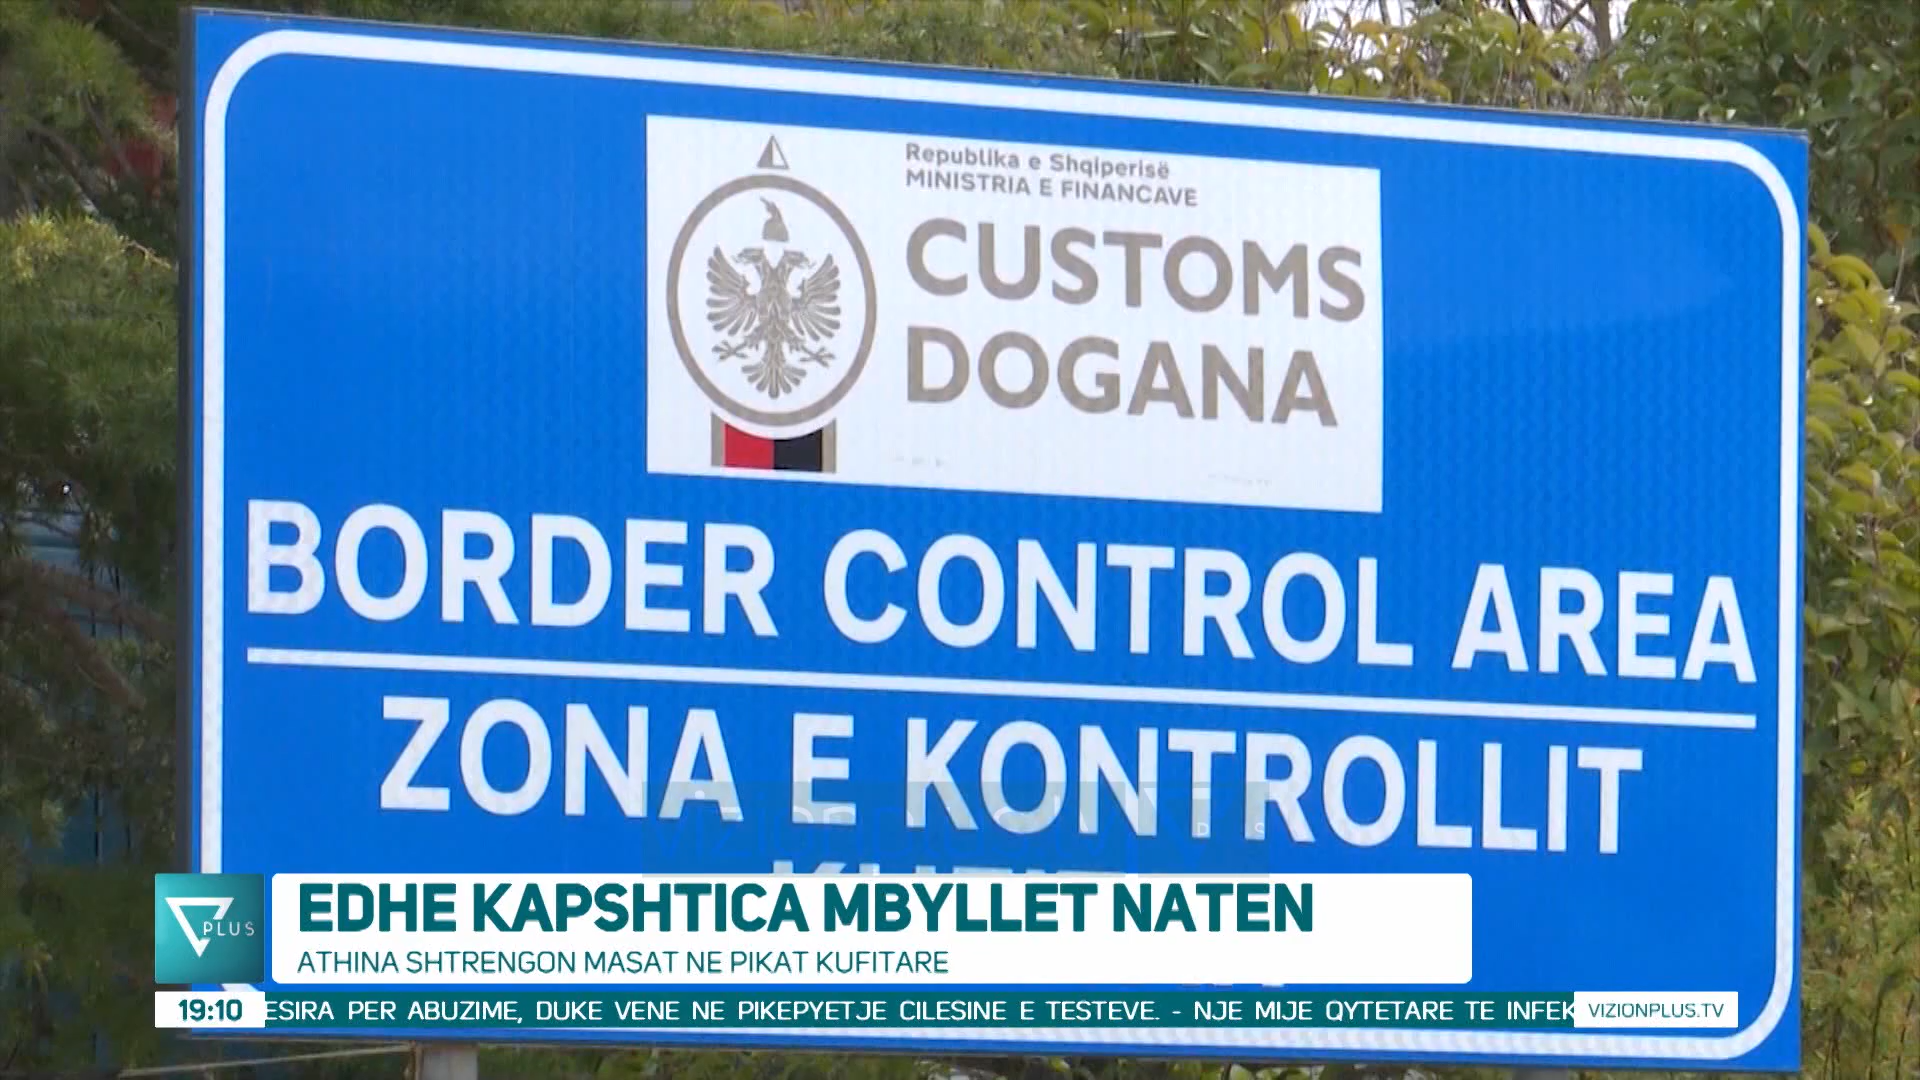 Republika e Shqiperisë
MINISTRIA E FINANCAVE
CUSTOMS
DOGANA
BORDER CONTROL AREA
ZONA E KONTROLLIT
EDHE KAPSHTICA MBYLLET NATEN
PLUS
ATHINA SHTRENGON MASAT NE PIKAT KUFITARE
19:10 ESIRA PER ABUZIME, DUKE VENE NE PIKEPYETJE CILESINE E TESTEVE. - NJE MIJE QYTETARE TE INFEK VIZIONPLUS.TV